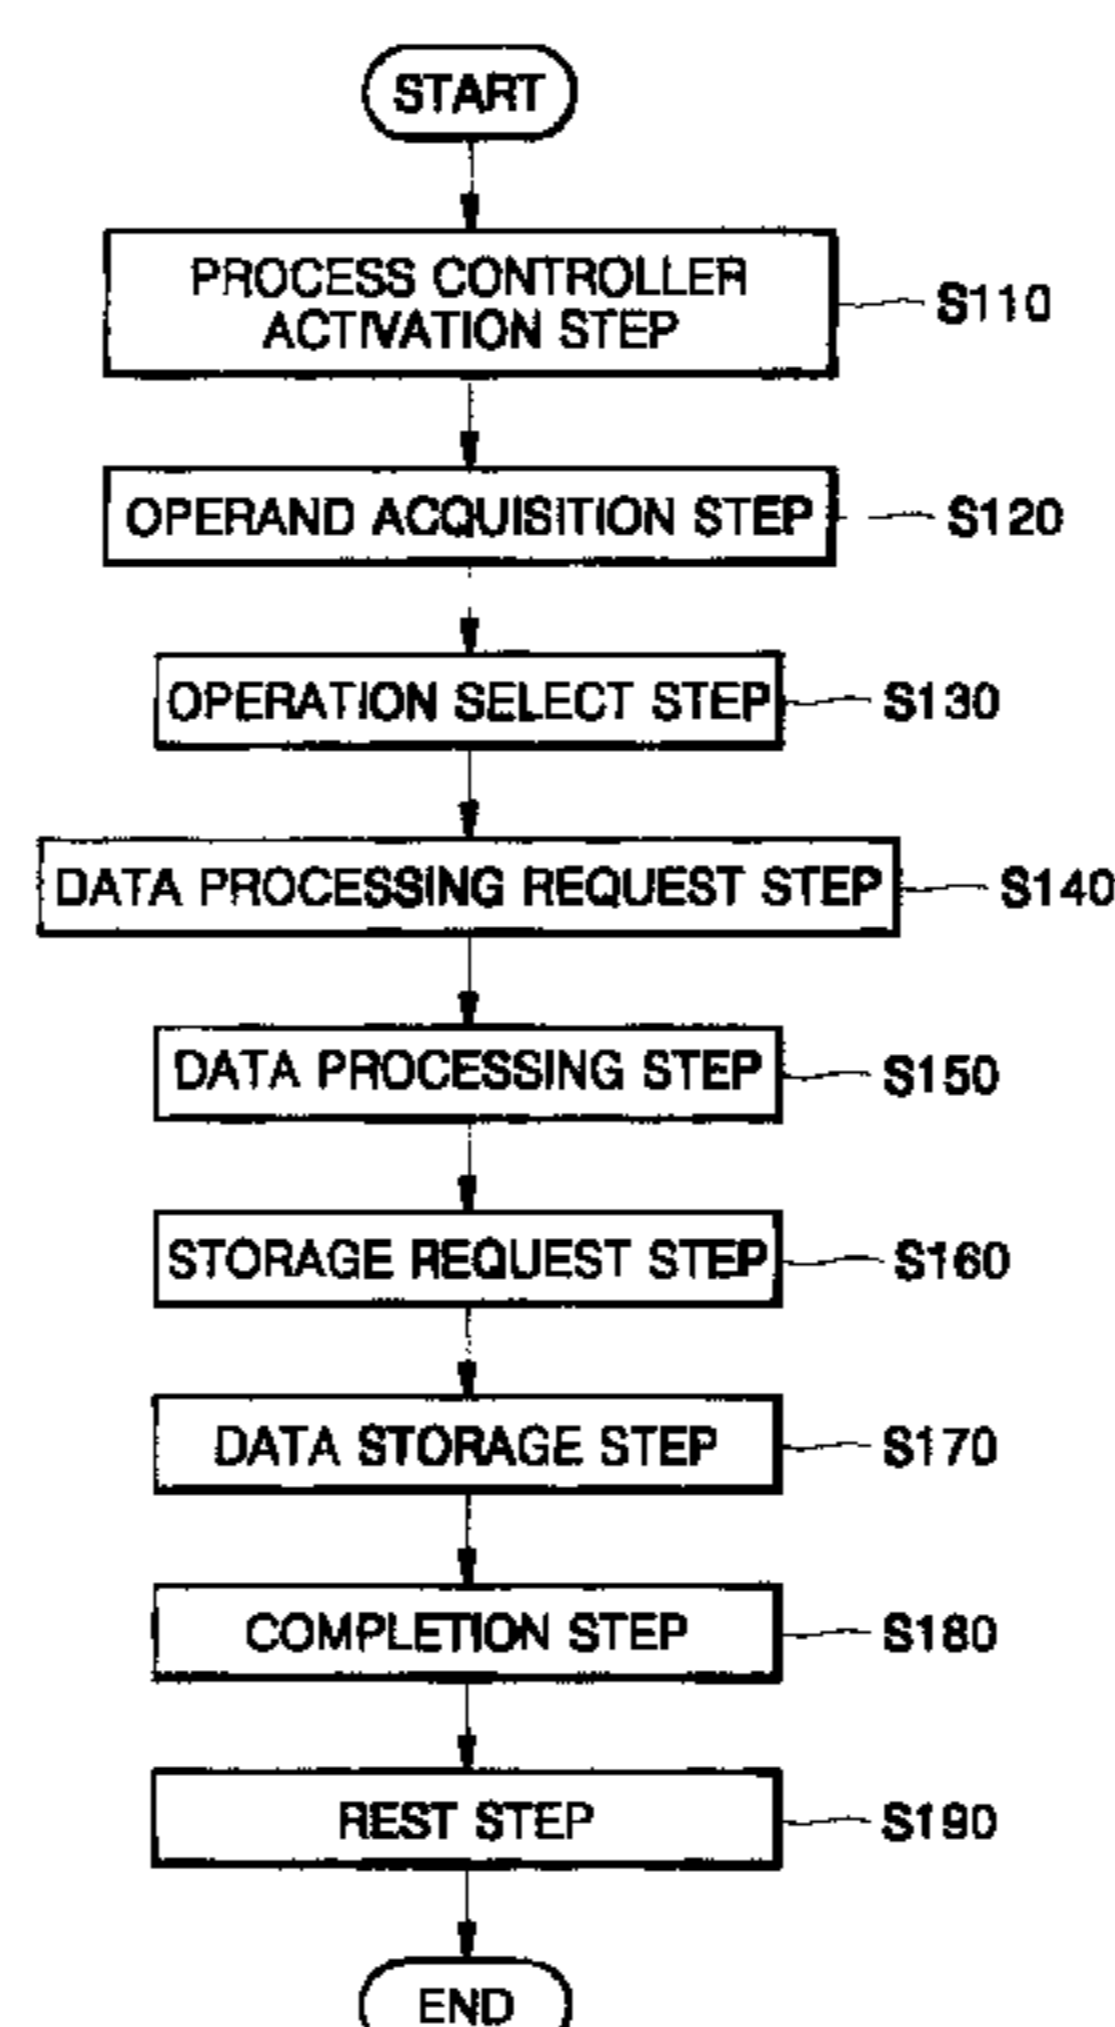 START
PROCESS CONTROLLER
ACTIVATION STEP
S110
OPERAND ACQUISITION STEP
S120
OPERATION SELECT STEP
S130
DATA PROCESSING REQUEST STEP
S140
DATA PROCESSING STEP
S150
STORAGE REQUEST STEP
S160
DATA STORAGE STEP
S170
COMPLETION STEP
S180
REST STEP
S190
END